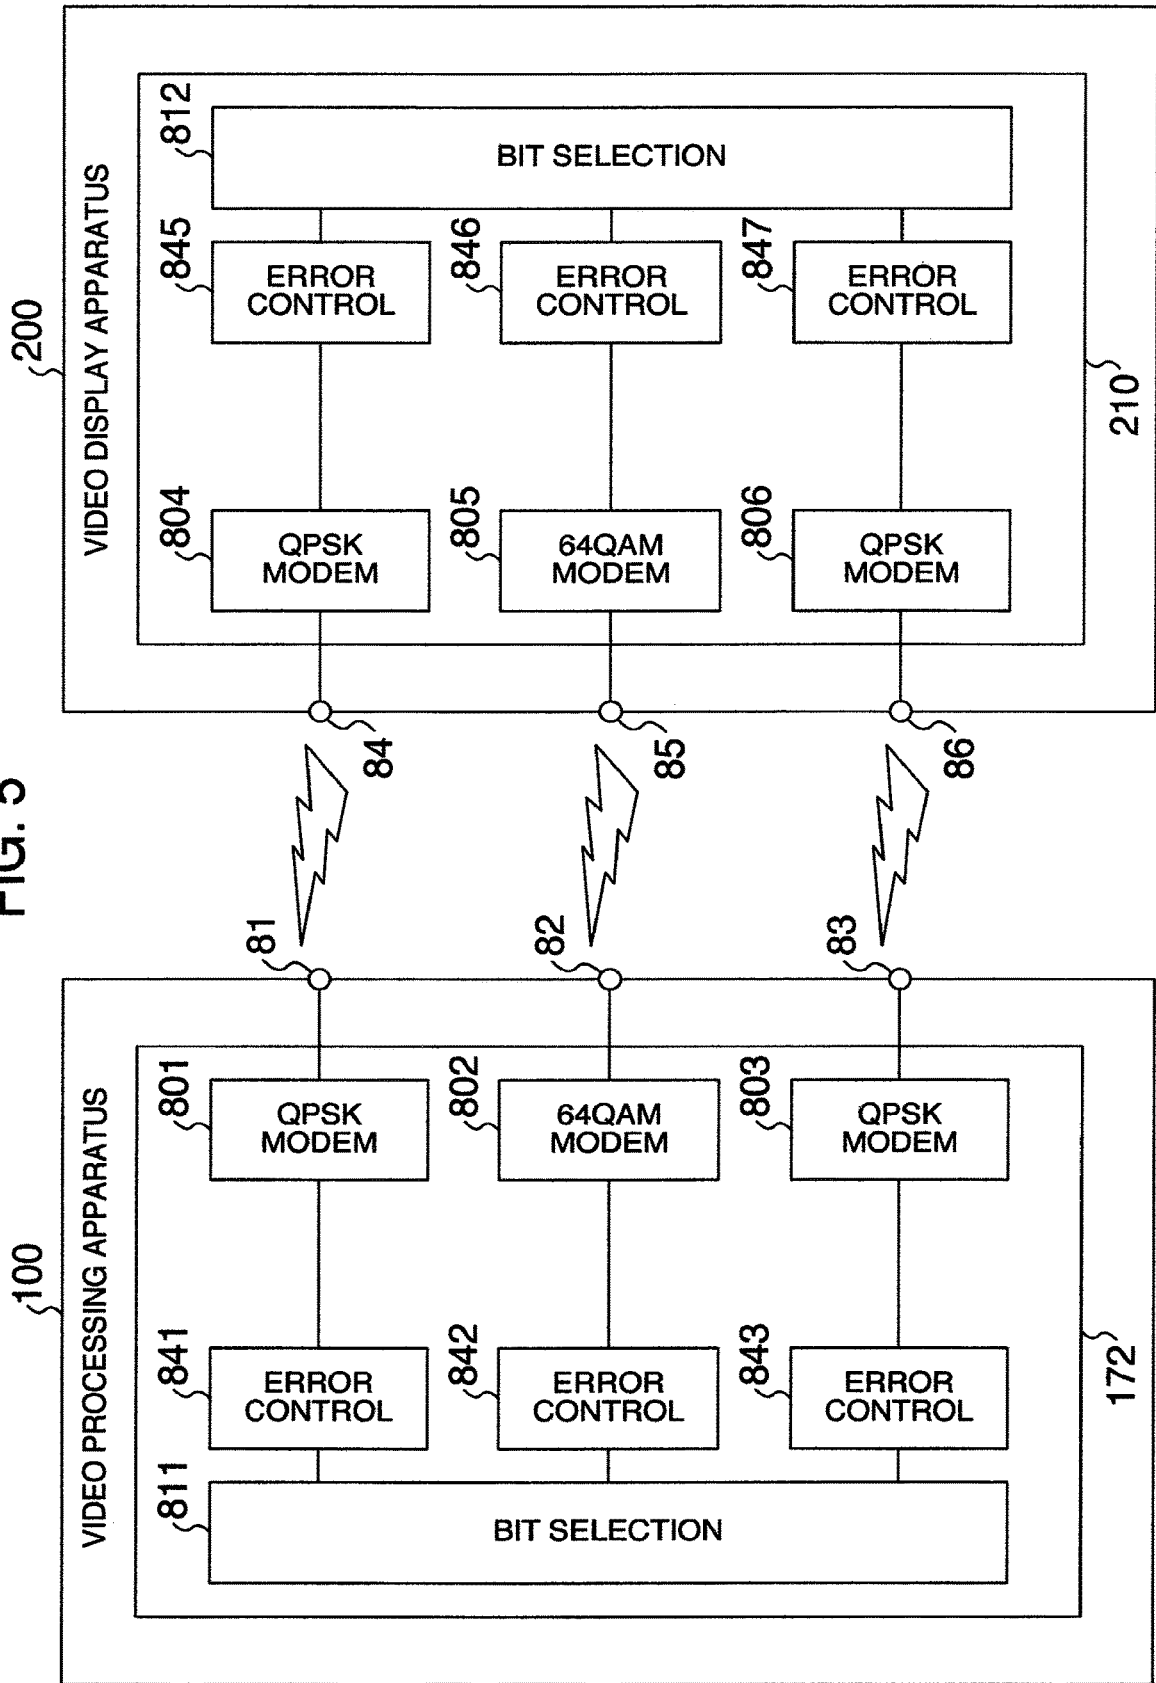 FIG. 5
100
VIDEO PROCESSING APPARATUS
811
BIT SELECTION
841
ERROR
CONTROL
801
QPSK
MODEM
81
842
ERROR
CONTROL
802
64QAM
MODEM
82
843
ERROR
CONTROL
803
QPSK
MODEM
83
172
200
VIDEO DISPLAY APPARATUS
84
804
QPSK
MODEM
845
ERROR
CONTROL
812
BIT SELECTION
85
805
64QAM
MODEM
846
ERROR
CONTROL
86
806
QPSK
MODEM
847
ERROR
CONTROL
210